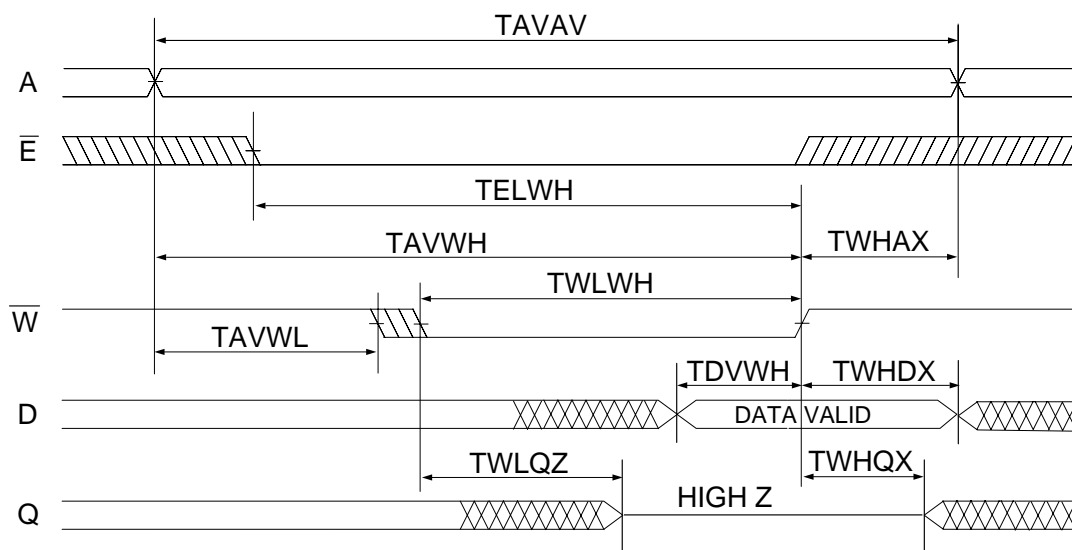 TAVAV
A
E̅
TELWH
TAVWH
TWHAX
TWLWH
W̅
TAVWL
TDVWH
TWHDX
D
DATA VALID
TWLQZ
TWHQX
Q
HIGH Z